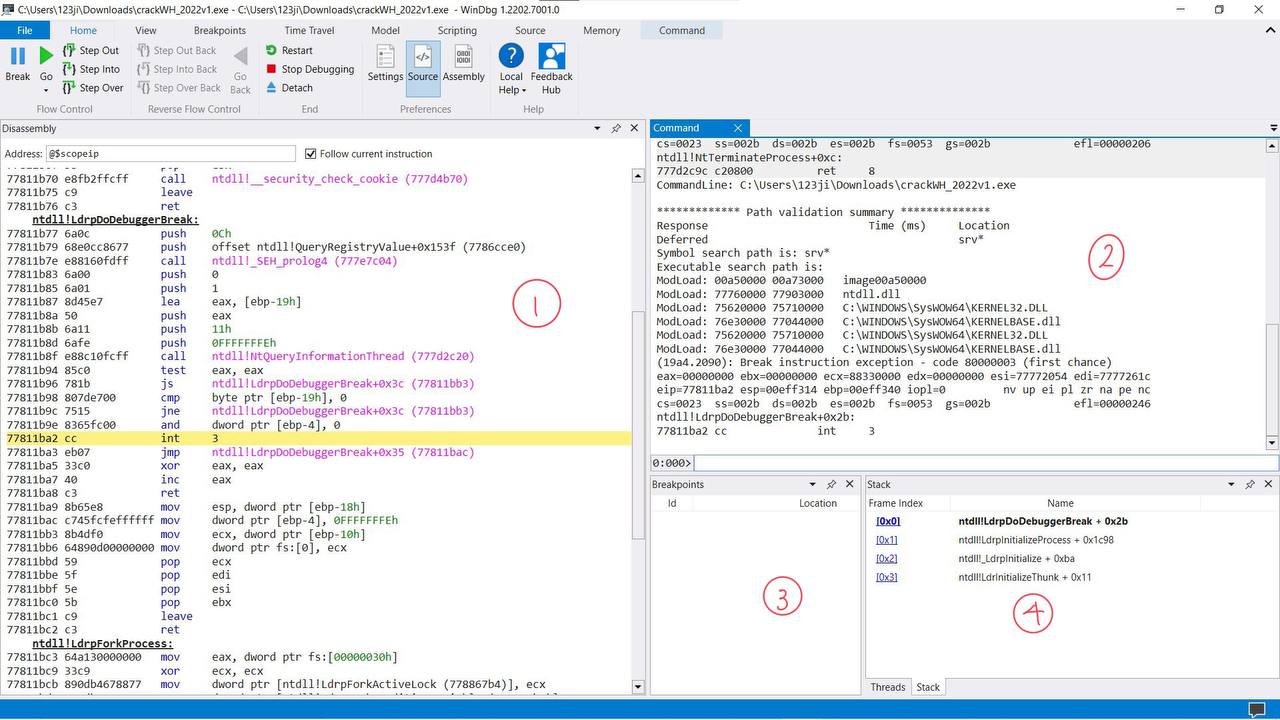 C:\Users\123ji\Downloads\crackWH_2022v1.exe - C:\Users\123ji\Downloads\crackWH_2022v1.exe - WinDbg 1.2202.7001.0
File Home View Breakpoints Time Travel Model Scripting Source Memory Command
Break
Go
Step Out
Step Into
Step Over
Flow Control
Step Out Back
Step Into Back
Step Over Back
Go Back
Reverse Flow Control
Restart
Stop Debugging
Detach
End
Settings
Source
Assembly
Preferences
Local Help
Feedback Hub
Help
Disassembly
Address: @$scopeip
Follow current instruction
77811b70 e8fb2ffcff call ntdll!__security_check_cookie (777d4b70)
77811b75 c9 leave
77811b76 c3 ret
ntdll!LdrpDoDebuggerBreak:
77811b77 6a0c push 0Ch
77811b79 68e0cc8677 push offset ntdll!QueryRegistryValue+0x153f (7786cce0)
77811b7e e88160fdff call ntdll!_SEH_prolog4 (777e7c04)
77811b83 6a00 push 0
77811b85 6a01 push 1
77811b87 8d45e7 lea eax, [ebp-19h]
77811b8a 50 push eax
77811b8b 6a11 push 11h
77811b8d 6afe push 0FFFFFFFEh
77811b8f e88c10fcff call ntdll!NtQueryInformationThread (777d2c20)
77811b94 85c0 test eax, eax
77811b96 781b js ntdll!LdrpDoDebuggerBreak+0x3c (77811bb3)
77811b98 807de700 cmp byte ptr [ebp-19h], 0
77811b9c 7515 jne ntdll!LdrpDoDebuggerBreak+0x3c (77811bb3)
77811b9e 8365fc00 and dword ptr [ebp-4], 0
77811ba2 cc int 3
77811ba3 eb07 jmp ntdll!LdrpDoDebuggerBreak+0x35 (77811bac)
77811ba5 33c0 xor eax, eax
77811ba7 40 inc eax
77811ba8 c3 ret
77811ba9 8b65e8 mov esp, dword ptr [ebp-18h]
77811bac c745fcfeffffff mov dword ptr [ebp-4], 0FFFFFFFEh
77811bb3 8b4df0 mov ecx, dword ptr [ebp-10h]
77811bb6 64890d00000000 mov dword ptr fs:[0], ecx
77811bbd 59 pop ecx
77811bbe 5f pop edi
77811bbf 5e pop esi
77811bc0 5b pop ebx
77811bc1 c9 leave
77811bc2 c3 ret
ntdll!LdrpForkProcess:
77811bc3 64a130000000 mov eax, dword ptr fs:[00000030h]
77811bc9 33c9 xor ecx, ecx
77811bcb 890db4678877 mov dword ptr [ntdll!LdrpForkActiveLock (778867b4)], ecx
1
Command
cs=0023 ss=002b ds=002b es=002b fs=0053 gs=002b efl=00000206
ntdll!NtTerminateProcess+0xc:
777d2c9c c20800 ret 8
CommandLine: C:\Users\123ji\Downloads\crackWH_2022v1.exe
************* Path validation summary **************
Response Time (ms) Location
Deferred srv*
Symbol search path is: srv*
Executable search path is:
ModLoad: 00a50000 00a73000 image00a50000
ModLoad: 77760000 77903000 ntdll.dll
ModLoad: 75620000 75710000 C:\WINDOWS\SysWOW64\KERNEL32.DLL
ModLoad: 76e30000 77044000 C:\WINDOWS\SysWOW64\KERNELBASE.dll
ModLoad: 75620000 75710000 C:\WINDOWS\SysWOW64\KERNEL32.DLL
ModLoad: 76e30000 77044000 C:\WINDOWS\SysWOW64\KERNELBASE.dll
(19a4.2090): Break instruction exception - code 80000003 (first chance)
eax=00000000 ebx=00000000 ecx=88330000 edx=00000000 esi=77772054 edi=7777261c
eip=77811ba2 esp=00eff314 ebp=00eff340 iopl=0 nv up ei pl zr na pe nc
cs=0023 ss=002b ds=002b es=002b fs=0053 gs=002b efl=00000246
ntdll!LdrpDoDebuggerBreak+0x2b:
77811ba2 cc int 3
2
0:000>
Breakpoints
Id Location
3
Stack
Frame Index Name
[0x0] ntdll!LdrpDoDebuggerBreak + 0x2b
[0x1] ntdll!LdrpInitializeProcess + 0x1c98
[0x2] ntdll!_LdrpInitialize + 0xba
[0x3] ntdll!LdrInitializeThunk + 0x11
4
Threads Stack